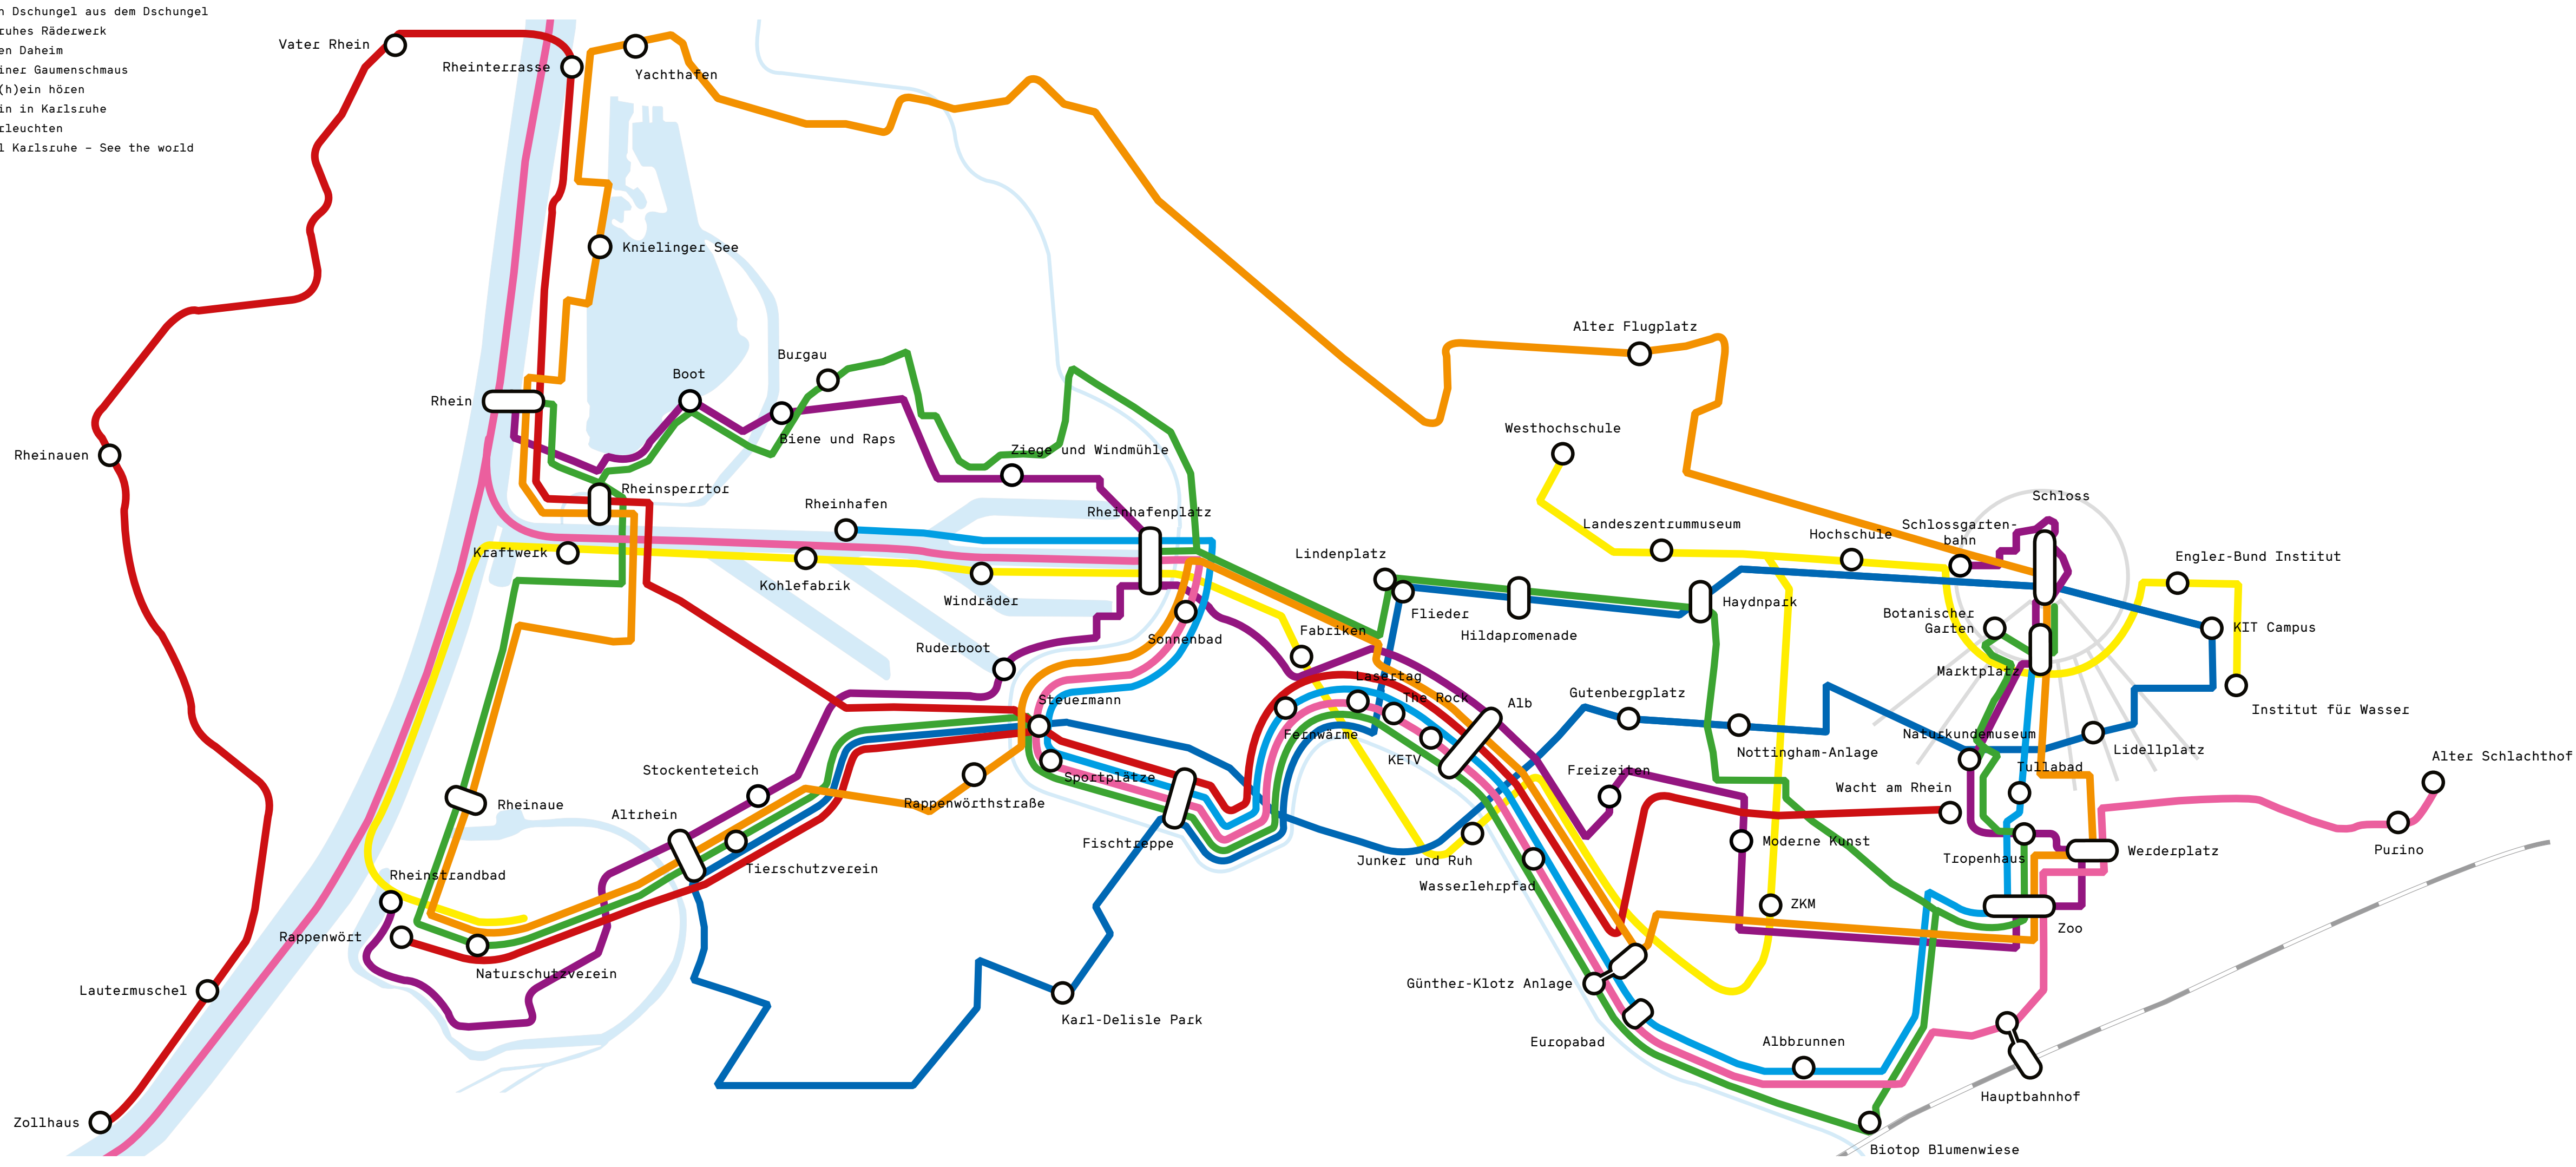 n Dschungel aus dem Dschungel
ruhes Räderwerk
en Daheim
iner Gaumenschmaus
(h)ein hören
in in Karlsruhe
rleuchten
l Karlsruhe – See the world
Vater Rhein
Rheinterrasse
Yachthafen
Knielinger See
Alter Flugplatz
Burgau
Boot
Rhein
Biene und Raps
Westhochschule
Ziege und Windmühle
Rheinauen
Rheinsperrtor
Schloss
Rheinhafen
Rheinhafenplatz
Landeszentrummuseum
Schlossgarten-
bahn
Hochschule
Kraftwerk
Lindenplatz
Engler-Bund Institut
Kohlefabrik
Windräder
Haydnpark
Flieder
Hildapromenade
Botanischer
Garten
KIT Campus
Fabriken
Sonnenbad
Ruderboot
Marktplatz
Lasertag
Gutenbergplatz
The Rock
Alb
Steuermann
Institut für Wasser
Fernwärme
Naturkundemuseum
Nottingham-Anlage
Lidellplatz
Alter Schlachthof
KETV
Stockenteteich
Sportplätze
Freizeiten
Tullabad
Wacht am Rhein
Rheinaue
Rappenwörthstraße
Altrhein
Fischtreppe
Moderne Kunst
Purino
Werderplatz
Junker und Ruh
Tropenhaus
Tierschutzverein
Rheinstrandbad
Wasserlehrpfad
ZKM
Zoo
Rappenwört
Naturschutzverein
Günther-Klotz Anlage
Lautermuschel
Karl-Delisle Park
Europabad
Albbrunnen
Hauptbahnhof
Zollhaus
Biotop Blumenwiese